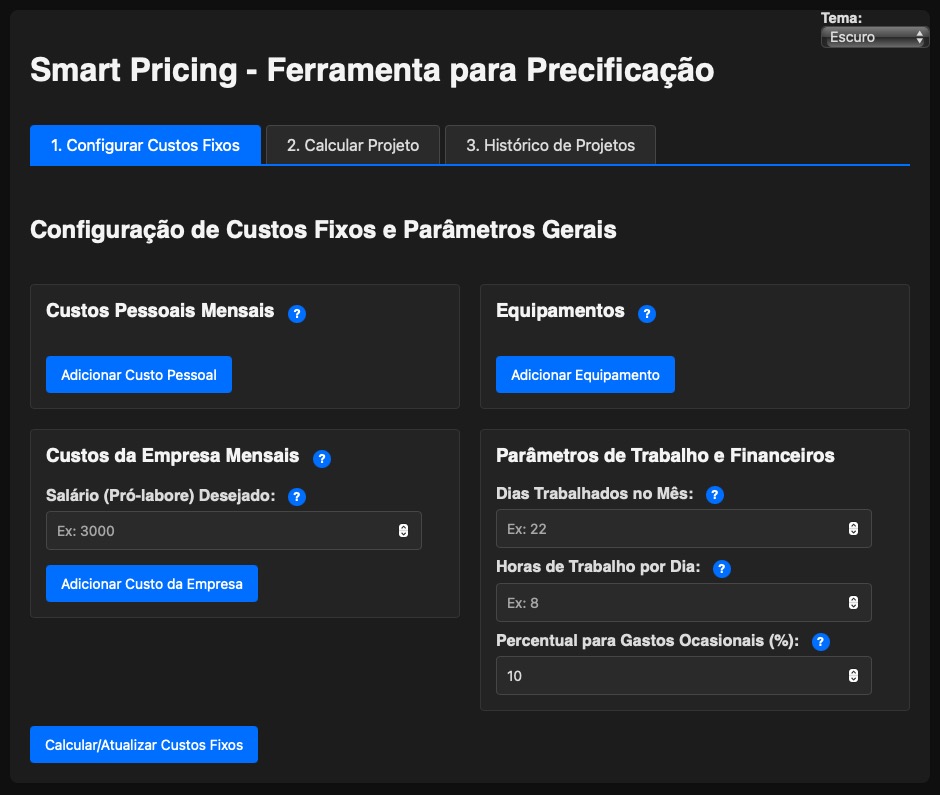 Tema:
Escuro
Smart Pricing - Ferramenta para Precificação
1. Configurar Custos Fixos
2. Calcular Projeto
3. Histórico de Projetos
Configuração de Custos Fixos e Parâmetros Gerais
Custos Pessoais Mensais ?
Adicionar Custo Pessoal
Equipamentos ?
Adicionar Equipamento
Custos da Empresa Mensais ?
Salário (Pró-labore) Desejado: ?
Ex: 3000
Adicionar Custo da Empresa
Parâmetros de Trabalho e Financeiros
Dias Trabalhados no Mês: ?
Ex: 22
Horas de Trabalho por Dia: ?
Ex: 8
Percentual para Gastos Ocasionais (%): ?
10
Calcular/Atualizar Custos Fixos